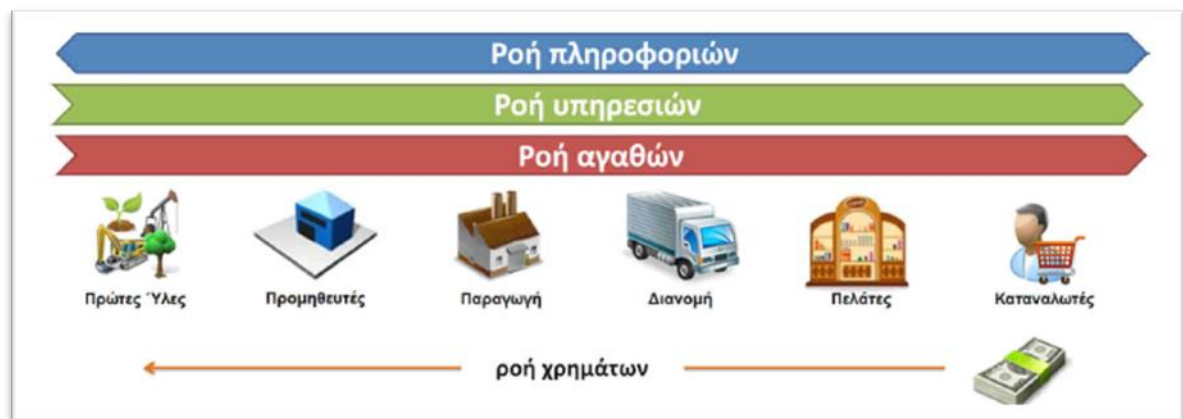 Ροή πληροφοριών
Ροή υπηρεσιών
Ροή αγαθών
Πρώτες Ύλες
Προμηθευτές
Παραγωγή
Διανομή
Πελάτες
Καταναλωτές
ροή χρημάτων